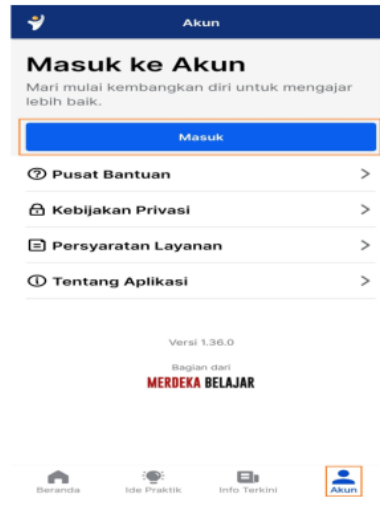 Akun
Masuk ke Akun
Mari mulai kembangkan diri untuk mengajar
lebih baik.
Masuk
Pusat Bantuan
Kebijakan Privasi
Persyaratan Layanan
Tentang Aplikasi
Versi 1.36.0
Bagian dari
MERDEKA BELAJAR
Beranda
Ide Praktik
Info Terkini
Akun